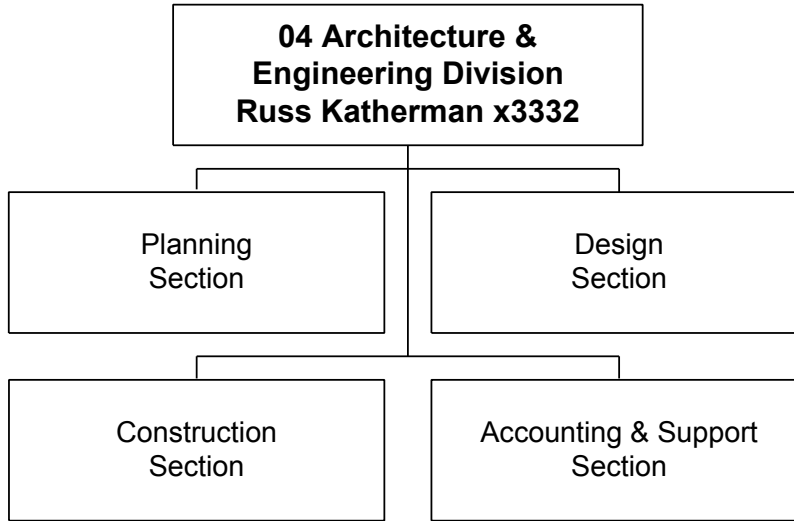 04 Architecture &
Engineering Division
Russ Katherman x3332
Planning
Section
Design
Section
Construction
Section
Accounting & Support
Section